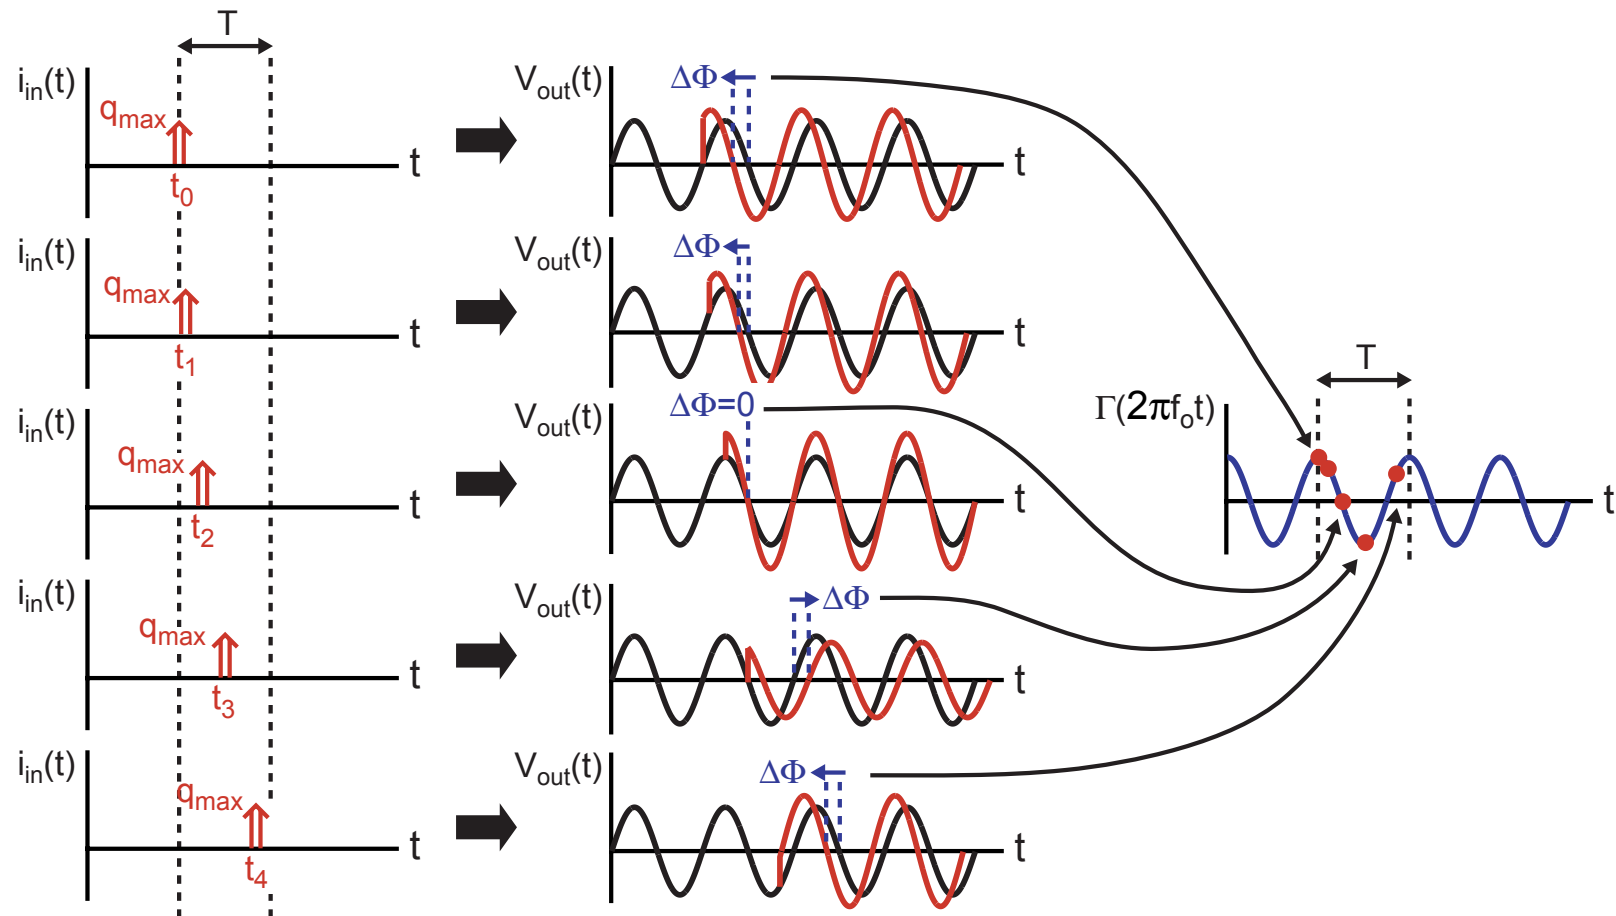 T
i_in(t)
q_max
t
t_0
V_out(t)
ΔΦ
t
i_in(t)
q_max
t
t_1
V_out(t)
ΔΦ
t
i_in(t)
q_max
t
t_2
V_out(t)
ΔΦ=0
t
i_in(t)
q_max
t
t_3
V_out(t)
ΔΦ
t
i_in(t)
q_max
t
t_4
V_out(t)
ΔΦ
t
T
Γ(2πf_ot)
t